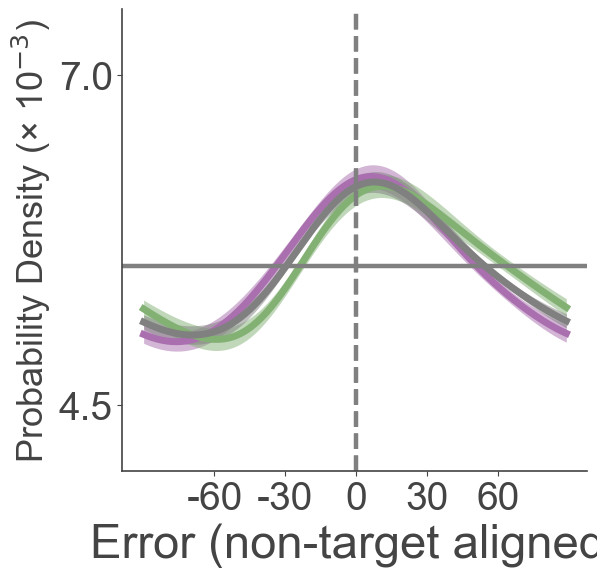 Probability Density (× 10⁻³)
7.0
4.5
-60 -30 0 30 60
Error (non-target aligned